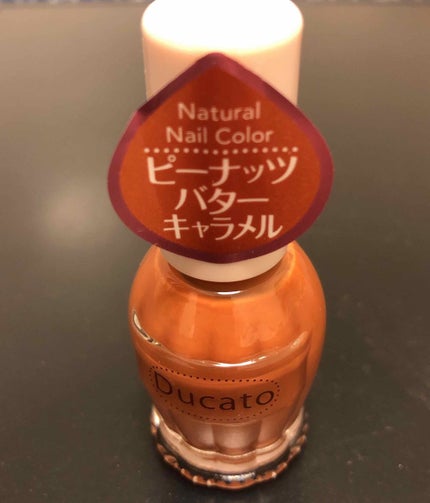 Natural
Nail Color
ピーナッツ
バター
キャラメル
Ducato